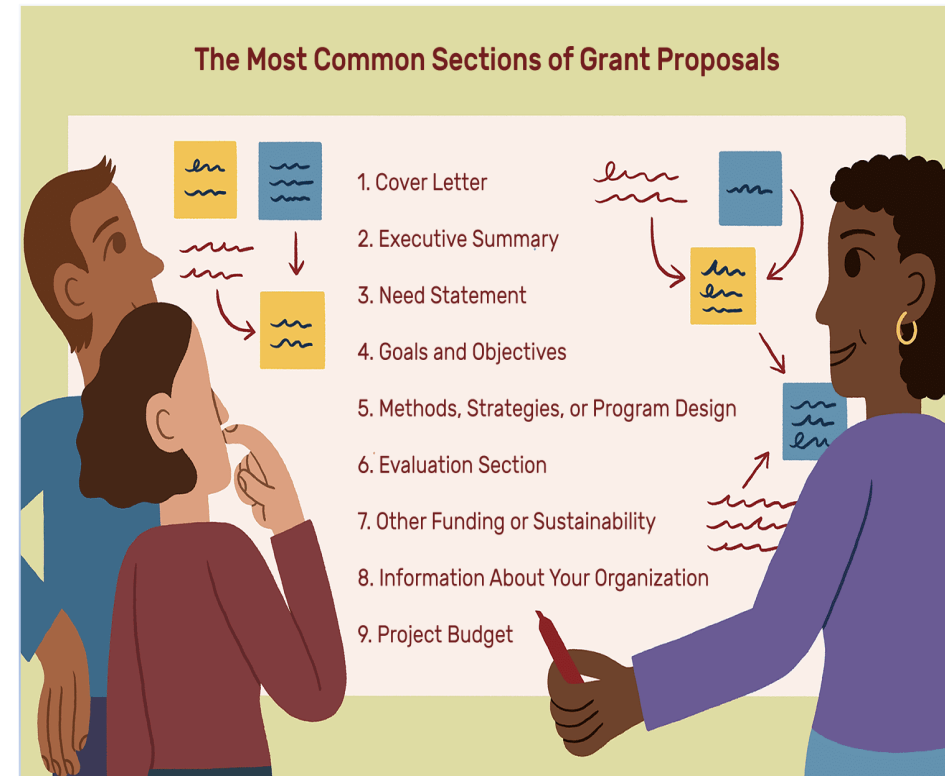 The Most Common Sections of Grant Proposals
1. Cover Letter
2. Executive Summary
3. Need Statement
4. Goals and Objectives
5. Methods, Strategies, or Program Design
6. Evaluation Section
7. Other Funding or Sustainability
8. Information About Your Organization
9. Project Budget